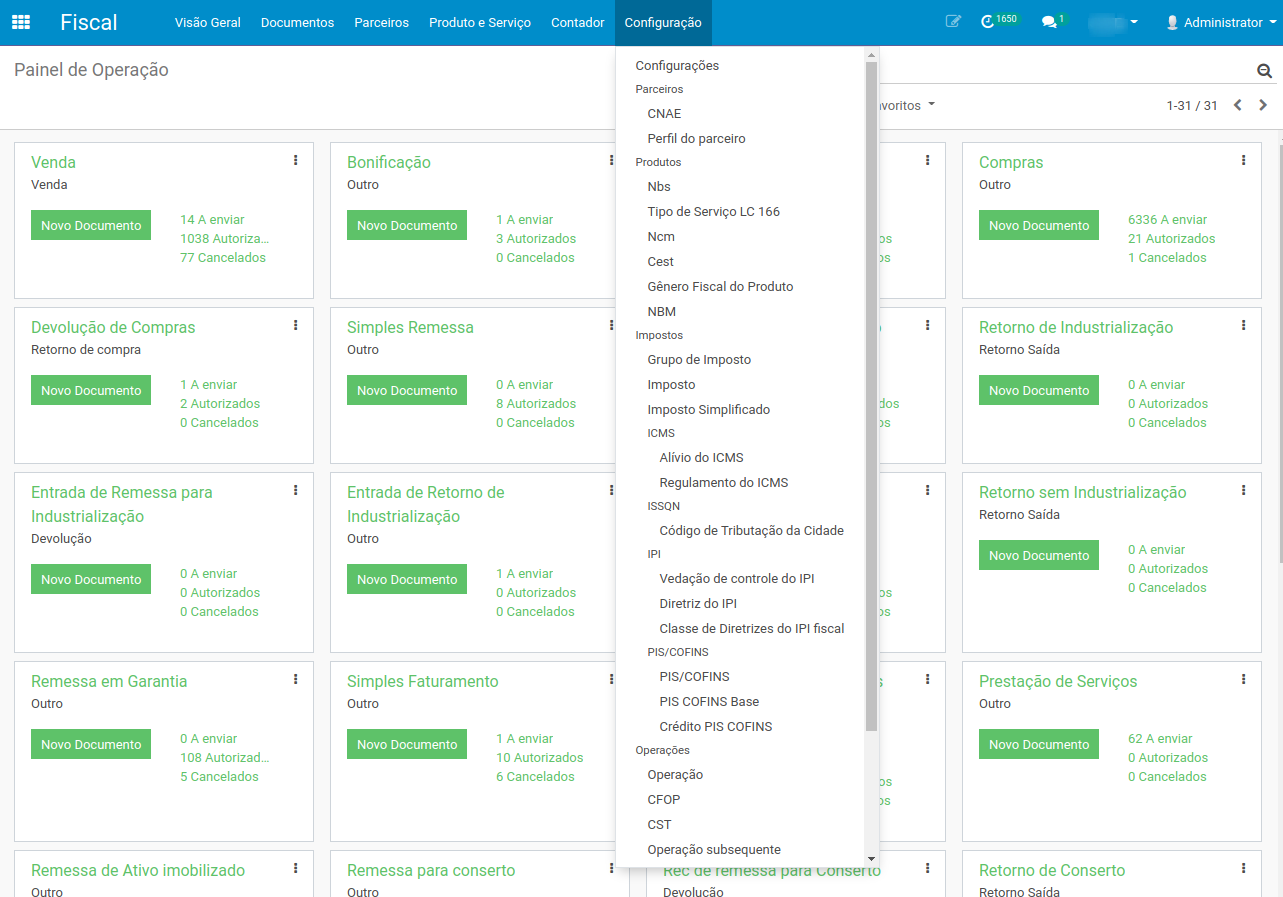 Fiscal
Visão Geral
Documentos
Parceiros
Produto e Serviço
Contador
Configuração
1650
1
Administrator
Painel de Operação
1-31 / 31
Configurações
Parceiros
CNAE
Perfil do parceiro
Produtos
Nbs
Tipo de Serviço LC 166
Ncm
Cest
Gênero Fiscal do Produto
NBM
Impostos
Grupo de Imposto
Imposto
Imposto Simplificado
ICMS
Alívio do ICMS
Regulamento do ICMS
ISSQN
Código de Tributação da Cidade
IPI
Vedação de controle do IPI
Diretriz do IPI
Classe de Diretrizes do IPI fiscal
PIS/COFINS
PIS/COFINS
PIS COFINS Base
Crédito PIS COFINS
Operações
Operação
CFOP
CST
Operação subsequente
Venda
Venda
Novo Documento
14 A enviar
1038 Autoriza...
77 Cancelados
Bonificação
Outro
Novo Documento
1 A enviar
3 Autorizados
0 Cancelados
Compras
Outro
Novo Documento
6336 A enviar
21 Autorizados
1 Cancelados
Devolução de Compras
Retorno de compra
Novo Documento
1 A enviar
2 Autorizados
0 Cancelados
Simples Remessa
Outro
Novo Documento
0 A enviar
8 Autorizados
0 Cancelados
Retorno de Industrialização
Retorno Saída
Novo Documento
0 A enviar
0 Autorizados
0 Cancelados
Entrada de Remessa para
Industrialização
Devolução
Novo Documento
0 A enviar
0 Autorizados
0 Cancelados
Entrada de Retorno de
Industrialização
Outro
Novo Documento
1 A enviar
0 Autorizados
0 Cancelados
Retorno sem Industrialização
Retorno Saída
Novo Documento
0 A enviar
0 Autorizados
0 Cancelados
Remessa em Garantia
Outro
Novo Documento
0 A enviar
108 Autorizad...
5 Cancelados
Simples Faturamento
Outro
Novo Documento
1 A enviar
10 Autorizados
6 Cancelados
Prestação de Serviços
Outro
Novo Documento
62 A enviar
0 Autorizados
0 Cancelados
Remessa de Ativo imobilizado
Outro
Remessa para conserto
Outro
Rec de remessa para Conserto
Devolução
Retorno de Conserto
Retorno Saída